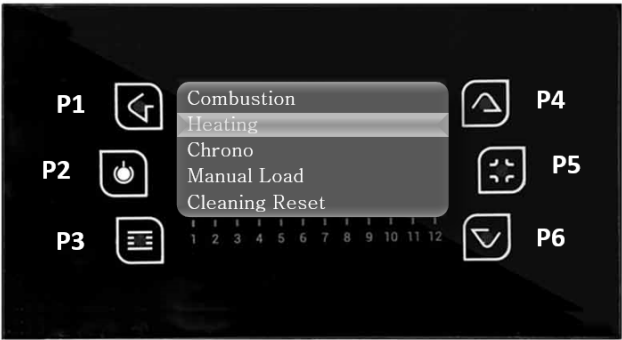 P1
P2
P3
Combustion
Heating
Chrono
Manual Load
Cleaning Reset
1 2 3 4 5 6 7 8 9 10 11 12
P4
P5
P6